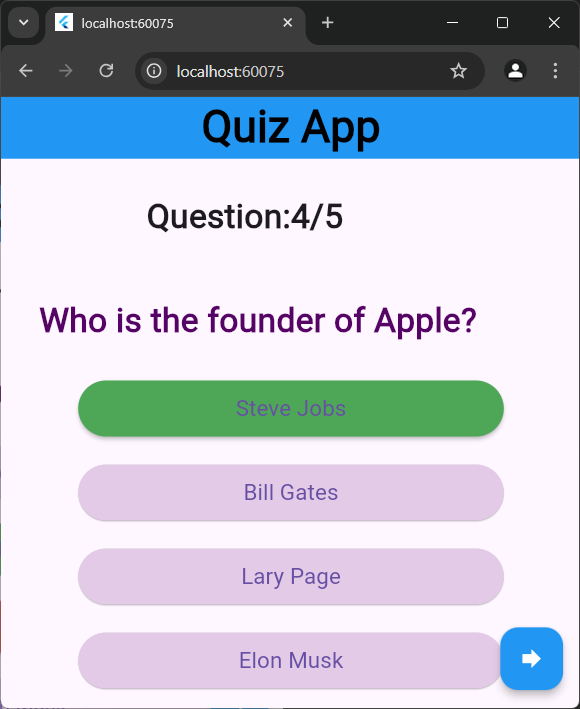 localhost:60075
localhost:60075
Quiz App
Question:4/5
Who is the founder of Apple?
Steve Jobs
Bill Gates
Lary Page
Elon Musk